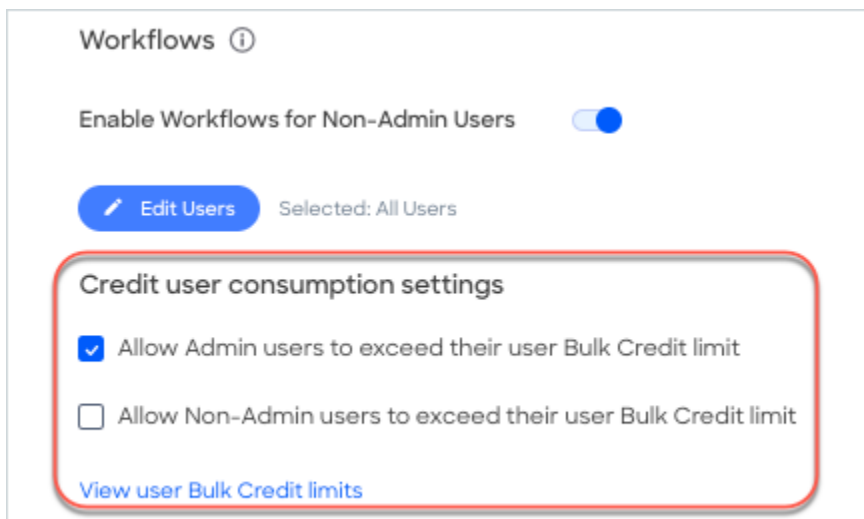 Workflows
Enable Workflows for Non-Admin Users
Edit Users Selected: All Users
Credit user consumption settings
Allow Admin users to exceed their user Bulk Credit limit
Allow Non-Admin users to exceed their user Bulk Credit limit
View user Bulk Credit limits